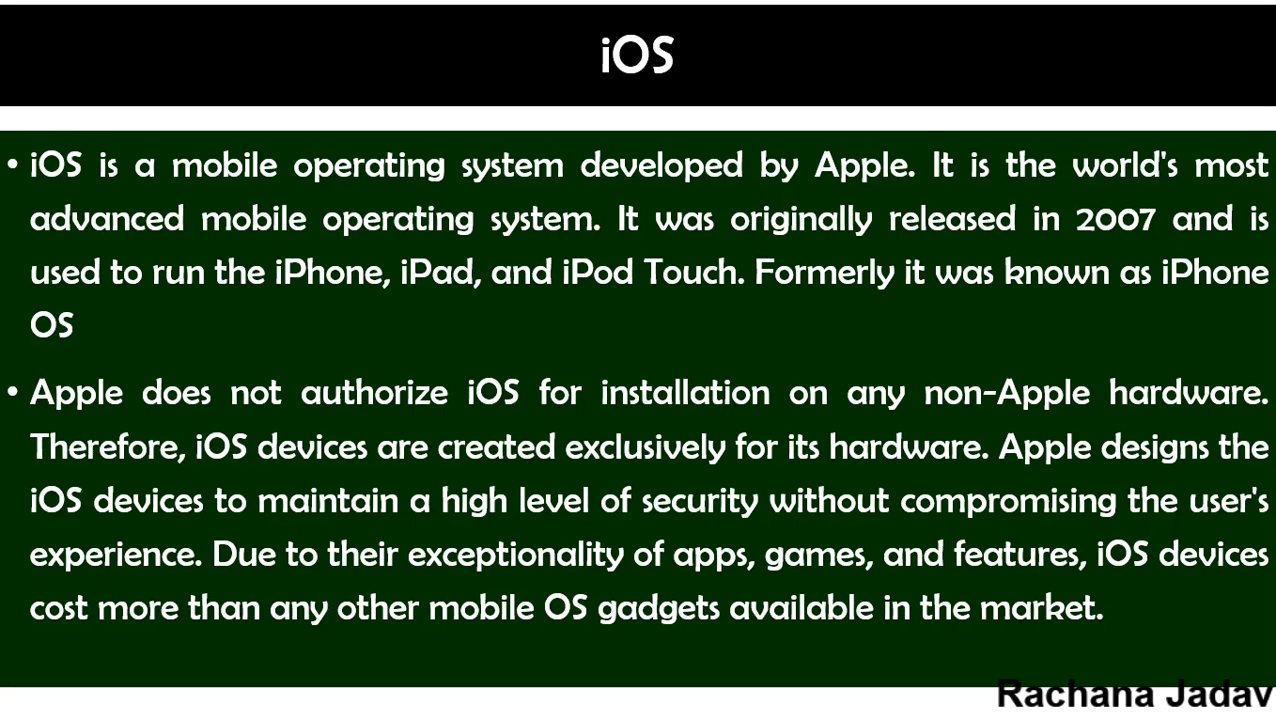 iOS
• iOS is a mobile operating system developed by Apple. It is the world's most
advanced mobile operating system. It was originally released in 2007 and is
used to run the iPhone, iPad, and iPod Touch. Formerly it was known as iPhone
OS
• Apple does not authorize iOS for installation on any non-Apple hardware.
Therefore, iOS devices are created exclusively for its hardware. Apple designs the
iOS devices to maintain a high level of security without compromising the user's
experience. Due to their exceptionality of apps, games, and features, iOS devices
cost more than any other mobile OS gadgets available in the market.
Rachana Jadav